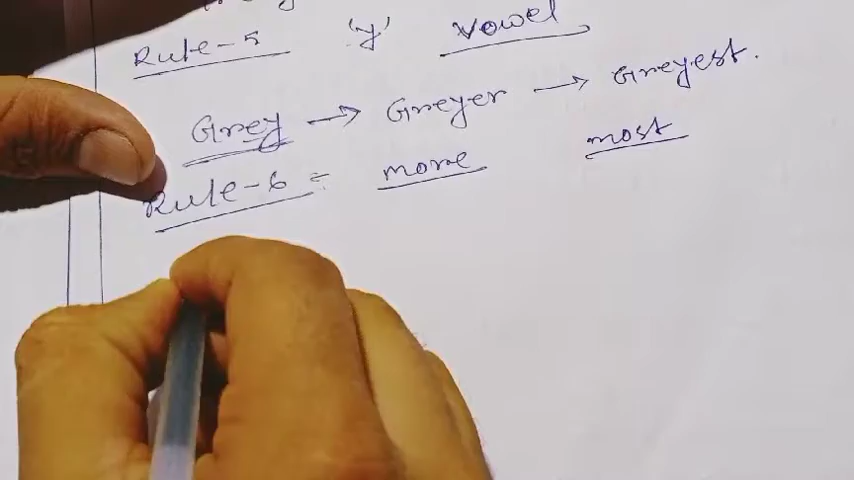 Rule-5 'y' vowel
Grey → Greyer → Greyest.
Rule-6 = more most